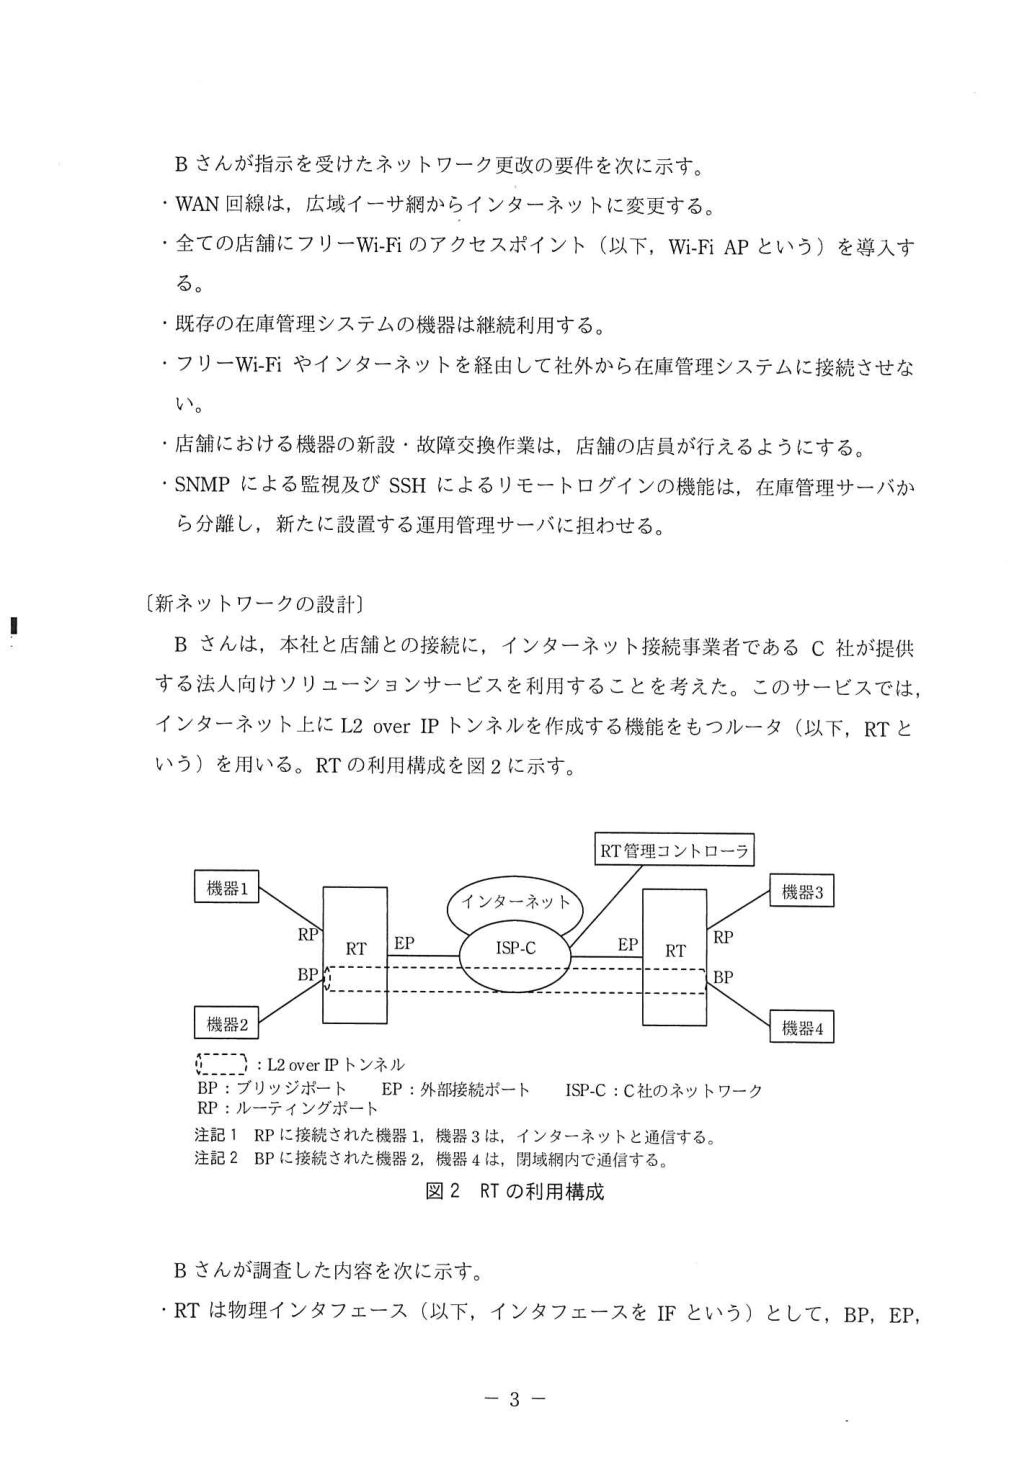 B さんが指示を受けたネットワーク更改の要件を次に示す。
・WAN 回線は，広域イーサ網からインターネットに変更する。
・全ての店舗にフリーWi-Fi のアクセスポイント（以下，Wi-Fi AP という）を導入す
る。
・既存の在庫管理システムの機器は継続利用する。
・フリーWi-Fi やインターネットを経由して社外から在庫管理システムに接続させな
い。
・店舗における機器の新設・故障交換作業は，店舗の店員が行えるようにする。
・SNMP による監視及び SSH によるリモートログインの機能は，在庫管理サーバか
ら分離し，新たに設置する運用管理サーバに担わせる。
〔新ネットワークの設計〕
B さんは，本社と店舗との接続に，インターネット接続事業者である C 社が提供
する法人向けソリューションサービスを利用することを考えた。このサービスでは，
インターネット上に L2 over IP トンネルを作成する機能をもつルータ（以下，RT と
いう）を用いる。RT の利用構成を図 2 に示す。
RT管理コントローラ
機器1
インターネット
機器3
RP
RT
EP
ISP-C
EP
RT
RP
BP
BP
機器2
機器4
：L2 over IP トンネル
BP：ブリッジポート　EP：外部接続ポート　ISP-C：C 社のネットワーク
RP：ルーティングポート
注記 1　RP に接続された機器 1，機器 3 は，インターネットと通信する。
注記 2　BP に接続された機器 2，機器 4 は，閉域網内で通信する。
図 2　RT の利用構成
B さんが調査した内容を次に示す。
・RT は物理インタフェース（以下，インタフェースを IF という）として，BP，EP，
－ 3 －